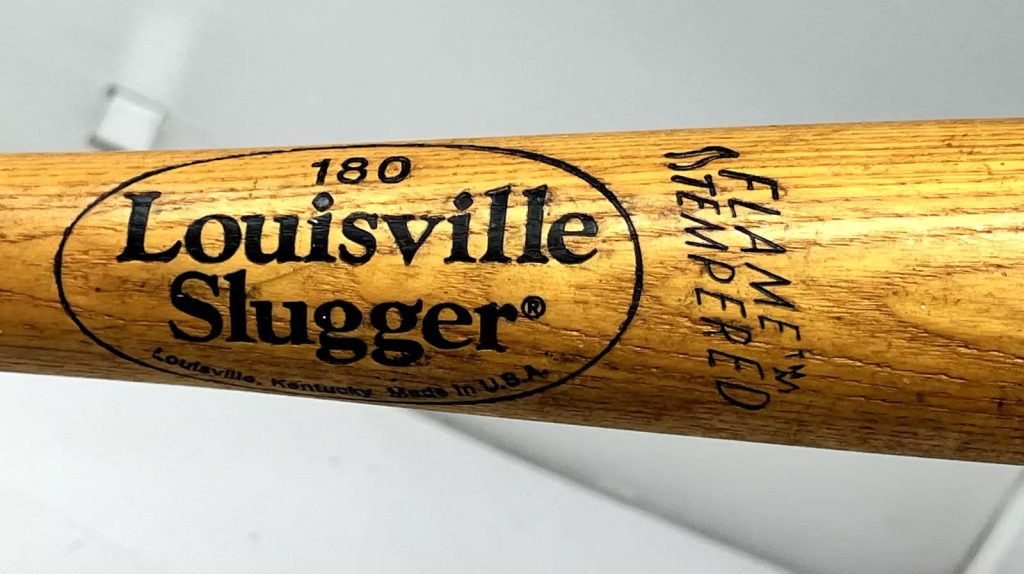 180
Louisville
Slugger®
Louisville, Kentucky Made in U.S.A.
FLAME™
TEMPERED